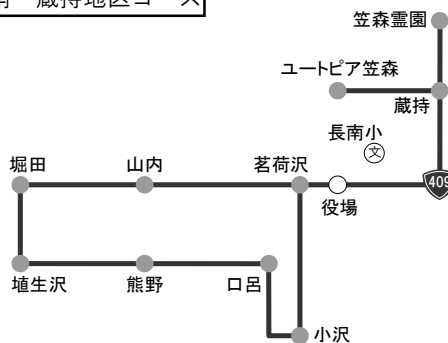 蔵持地区コース
笠森霊園
ユートピア笠森
蔵持
長南小
文
堀田
山内
茗荷沢
409
役場
埴生沢
熊野
口呂
小沢